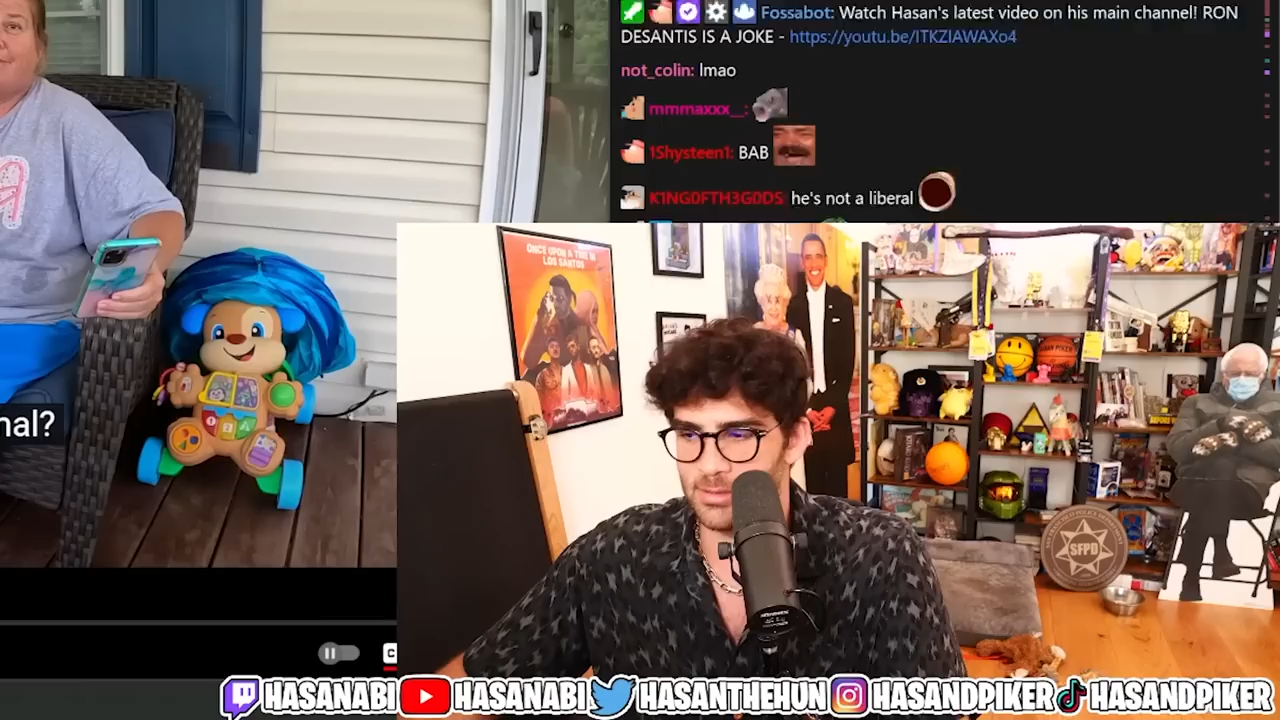 Fossabot: Watch Hasan's latest video on his main channel! RON
DESANTIS IS A JOKE - https://youtu.be/ITKZIAWAXo4
not_colin: lmao
mmmaxxx__:
1Shysteen1: BAB
K1NG0FTH3G0DS he's not a liberal
nal?
ONCE UPON A TIME IN
LOS SANTOS
SFPD
HASANABI HASANABI HASANTHEHUN HASANDPIKER HASANDPIKER